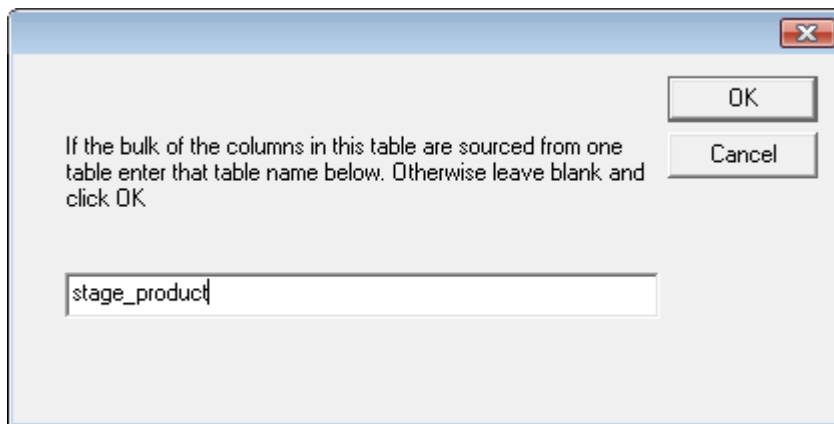 OK
If the bulk of the columns in this table are sourced from one
table enter that table name below. Otherwise leave blank and
click OK
Cancel
stage_product